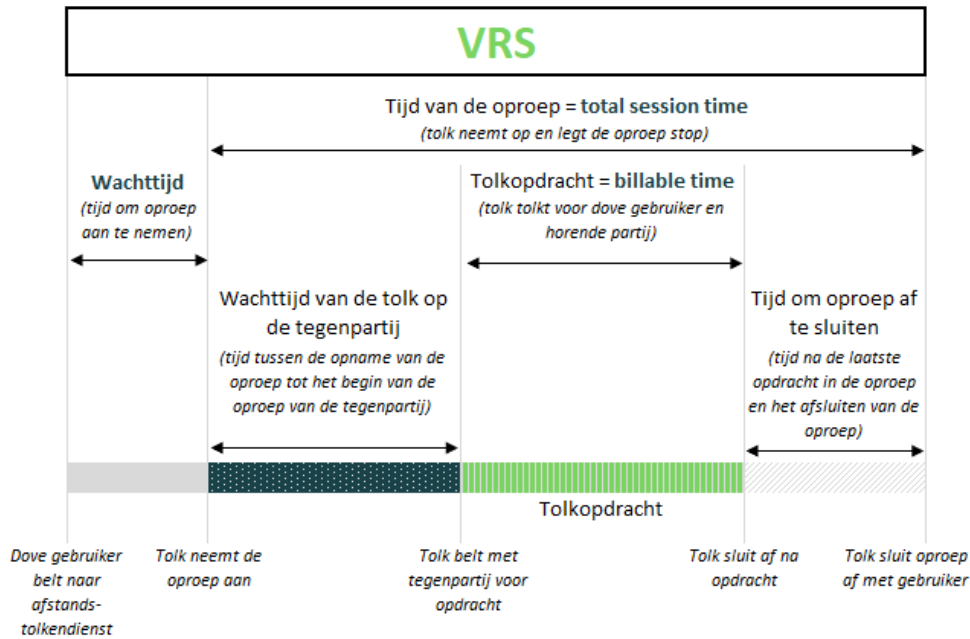 VRS
Tijd van de oproep = total session time
(tolk neemt op en legt de oproep stop)
Wachttijd
(tijd om oproep
aan te nemen)
Tolkopdracht = billable time
(tolk tolkt voor dove gebruiker en
horende partij)
Wachttijd van de tolk op
de tegenpartij
(tijd tussen de opname van de
oproep tot het begin van de
oproep van de tegenpartij)
Tijd om oproep af
te sluiten
(tijd na de laatste
opdracht in de oproep
en het afsluiten van de
oproep)
Tolkopdracht
Dove gebruiker
belt naar
afstands-
tolkendienst
Tolk neemt de
oproep aan
Tolk belt met
tegenpartij voor
opdracht
Tolk sluit af na
opdracht
Tolk sluit oproep
af met gebruiker